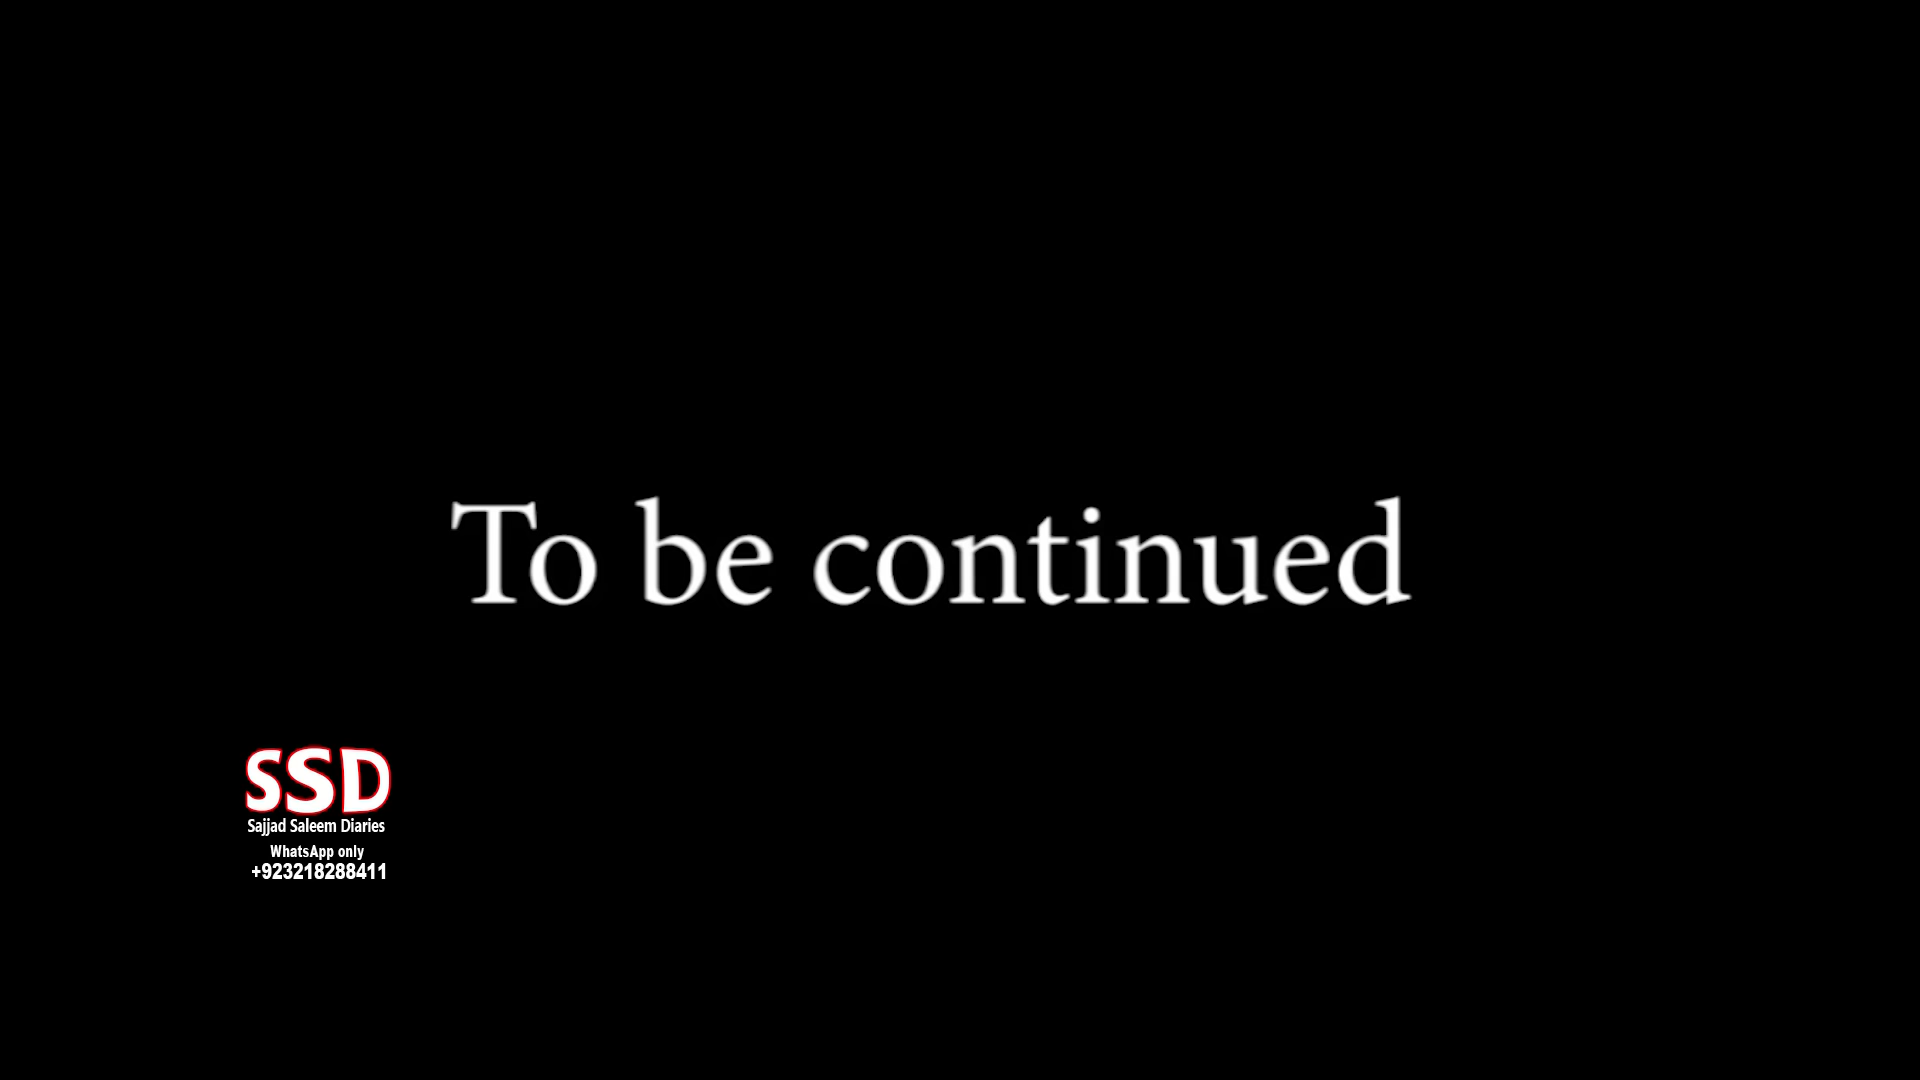 To be continued
SSD
Sajjad Saleem Diaries
WhatsApp only
+923218288411